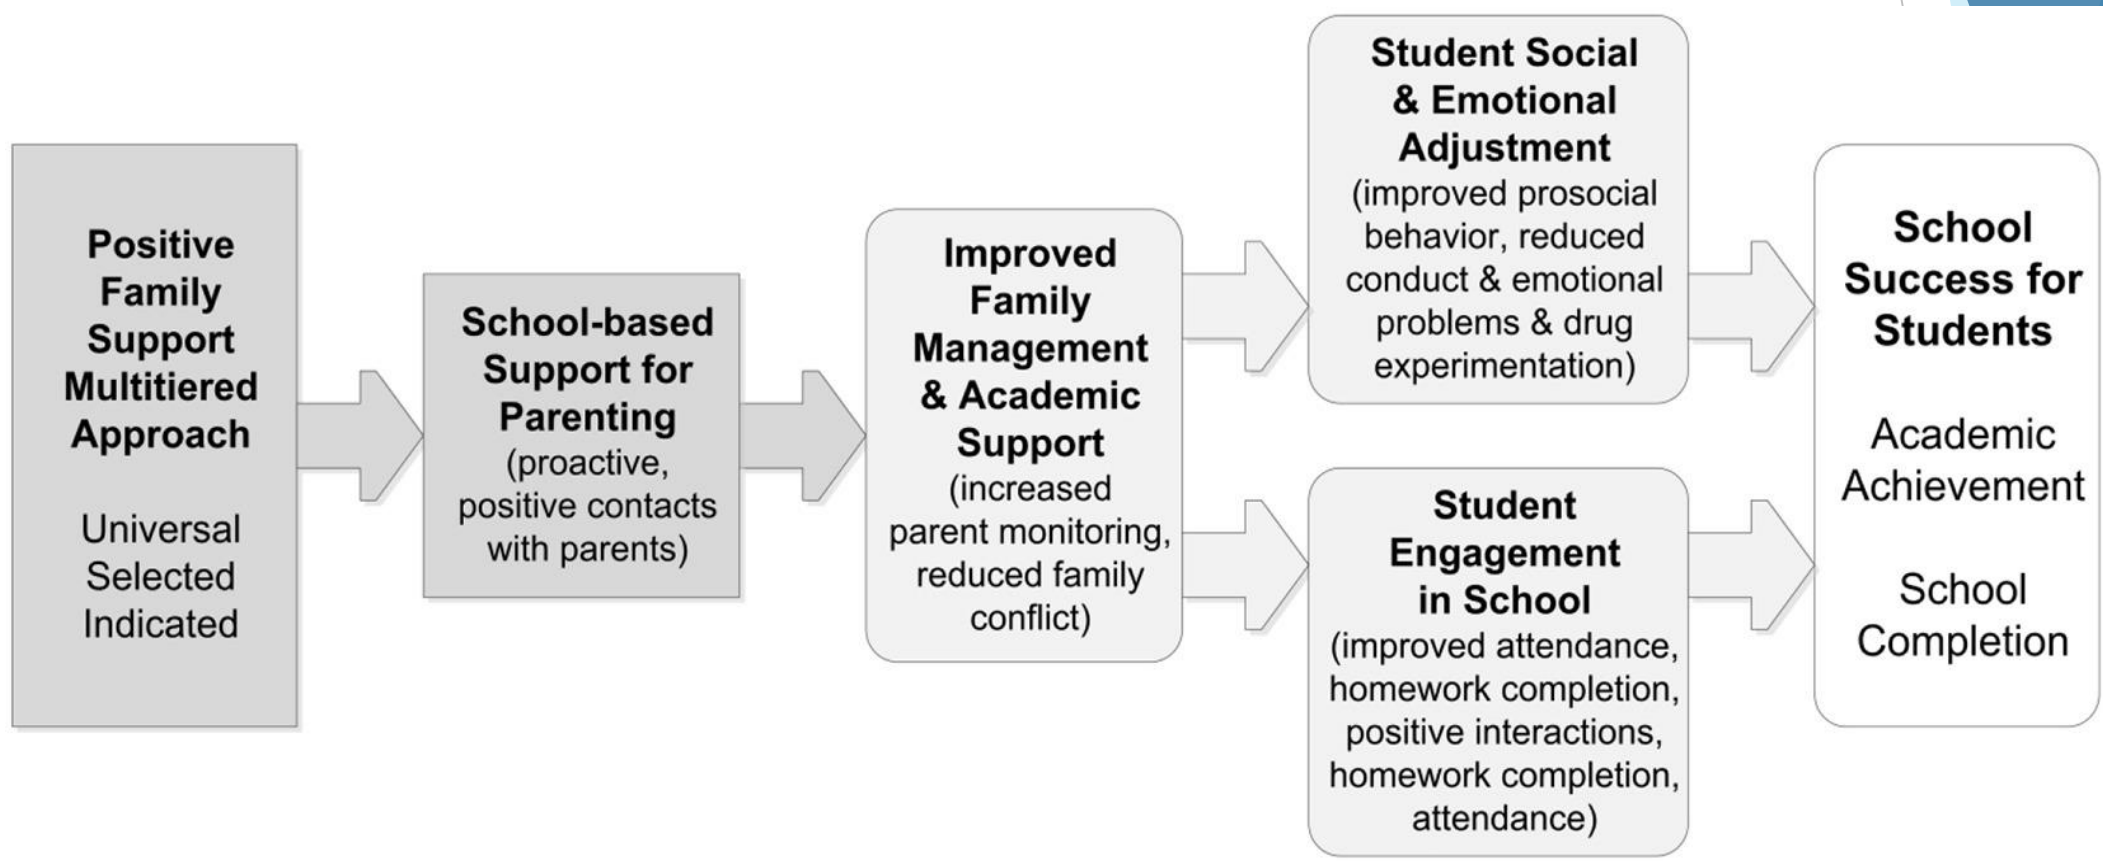 Positive
Family
Support
Multitiered
Approach
Universal
Selected
Indicated
School-based
Support for
Parenting
(proactive,
positive contacts
with parents)
Improved
Family
Management
& Academic
Support
(increased
parent monitoring,
reduced family
conflict)
Student Social
& Emotional
Adjustment
(improved prosocial
behavior, reduced
conduct & emotional
problems & drug
experimentation)
Student
Engagement
in School
(improved attendance,
homework completion,
positive interactions,
homework completion,
attendance)
School
Success for
Students
Academic
Achievement
School
Completion